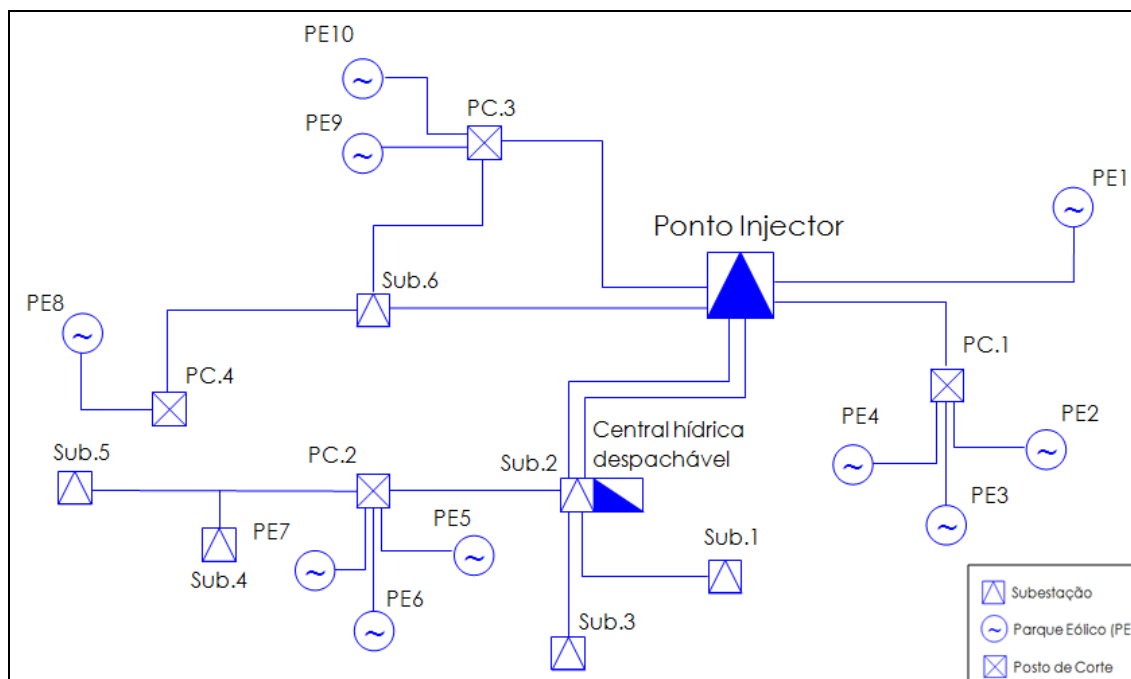 PE10
PC.3
PE9
PE1
Ponto Injector
Sub.6
PE8
PC.1
PC.4
PE4
PE2
Central hídrica
despachável
Sub.5
PC.2
Sub.2
PE7
PE5
PE3
Sub.1
Sub.4
PE6
Sub.3
Subestação
Parque Eólico (PE
Posto de Corte